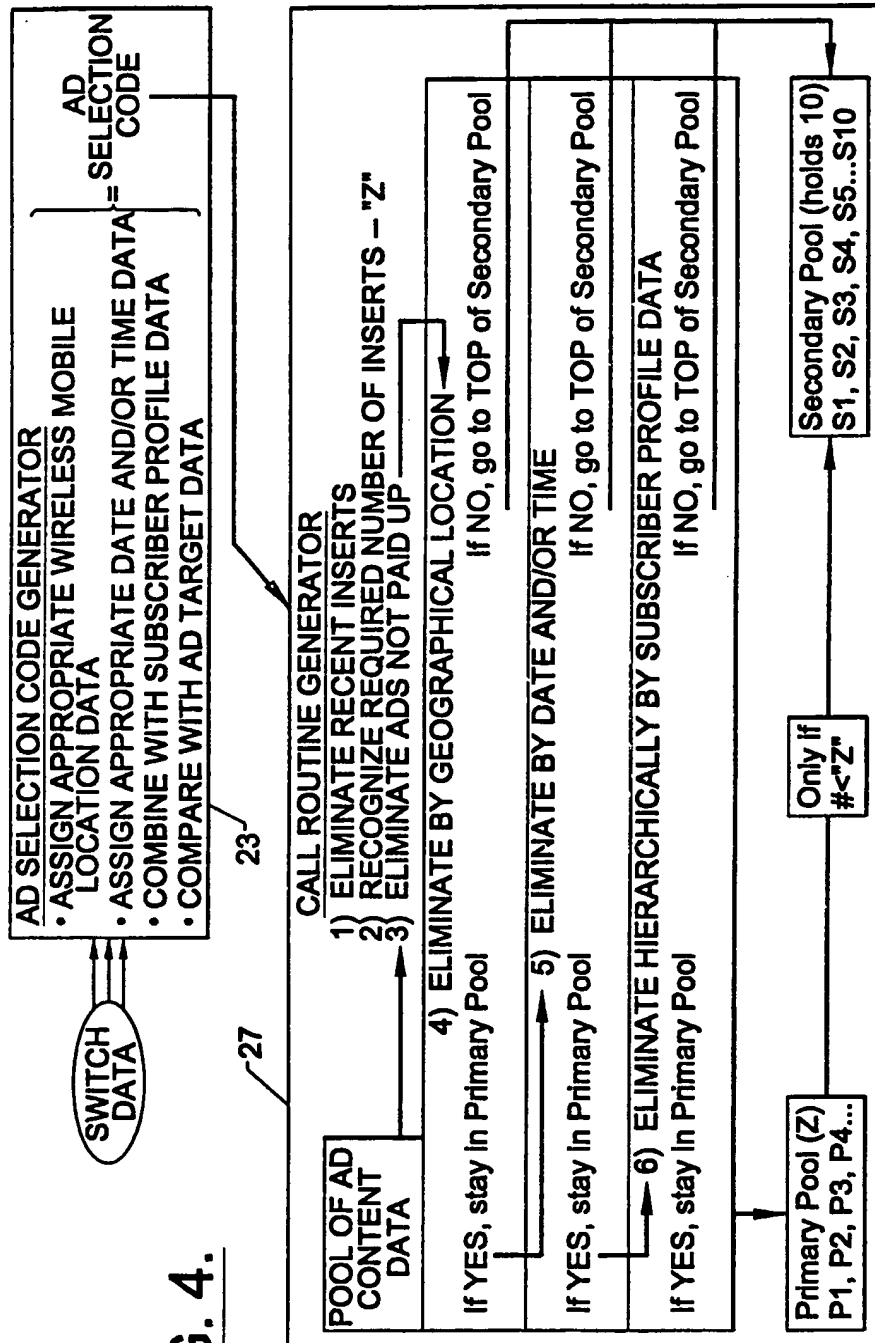 G. 4.
SWITCH
DATA
AD SELECTION CODE GENERATOR
• ASSIGN APPROPRIATE WIRELESS MOBILE
LOCATION DATA
• ASSIGN APPROPRIATE DATE AND/OR TIME DATA
• COMBINE WITH SUBSCRIBER PROFILE DATA
• COMPARE WITH AD TARGET DATA
=
AD
SELECTION
CODE
23
27
CALL ROUTINE GENERATOR
1) ELIMINATE RECENT INSERTS
2) RECOGNIZE REQUIRED NUMBER OF INSERTS – "Z"
3) ELIMINATE ADS NOT PAID UP
POOL OF AD
CONTENT
DATA
4) ELIMINATE BY GEOGRAPHICAL LOCATION
If YES, stay in Primary Pool
If NO, go to TOP of Secondary Pool
5) ELIMINATE BY DATE AND/OR TIME
If YES, stay in Primary Pool
If NO, go to TOP of Secondary Pool
6) ELIMINATE HIERARCHICALLY BY SUBSCRIBER PROFILE DATA
If YES, stay in Primary Pool
If NO, go to TOP of Secondary Pool
Primary Pool (Z)
P1, P2, P3, P4...
Only if
#<"Z"
Secondary Pool (holds 10)
S1, S2, S3, S4, S5...S10